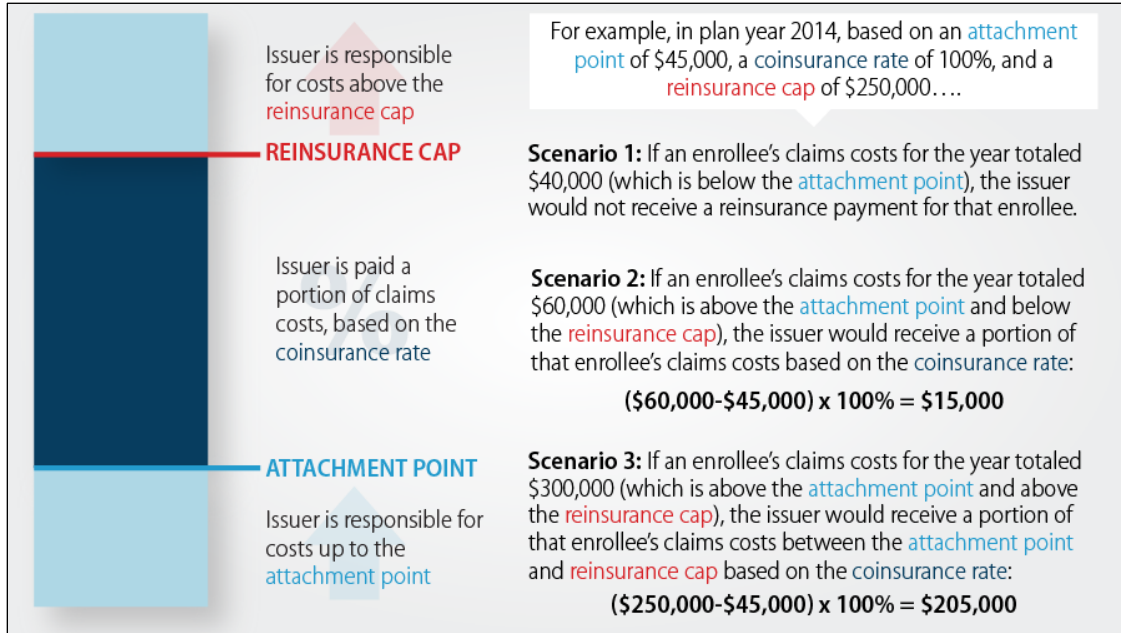 Issuer is responsible
for costs above the
reinsurance cap
REINSURANCE CAP
Issuer is paid a
portion of claims
costs, based on the
coinsurance rate
%
ATTACHMENT POINT
Issuer is responsible for
costs up to the
attachment point
For example, in plan year 2014, based on an attachment
point of $45,000, a coinsurance rate of 100%, and a
reinsurance cap of $250,000….
Scenario 1: If an enrollee’s claims costs for the year totaled
$40,000 (which is below the attachment point), the issuer
would not receive a reinsurance payment for that enrollee.
Scenario 2: If an enrollee’s claims costs for the year totaled
$60,000 (which is above the attachment point and below
the reinsurance cap), the issuer would receive a portion of
that enrollee’s claims costs based on the coinsurance rate:
($60,000-$45,000) x 100% = $15,000
Scenario 3: If an enrollee’s claims costs for the year totaled
$300,000 (which is above the attachment point and above
the reinsurance cap), the issuer would receive a portion of
that enrollee’s claims costs between the attachment point
and reinsurance cap based on the coinsurance rate:
($250,000-$45,000) x 100% = $205,000